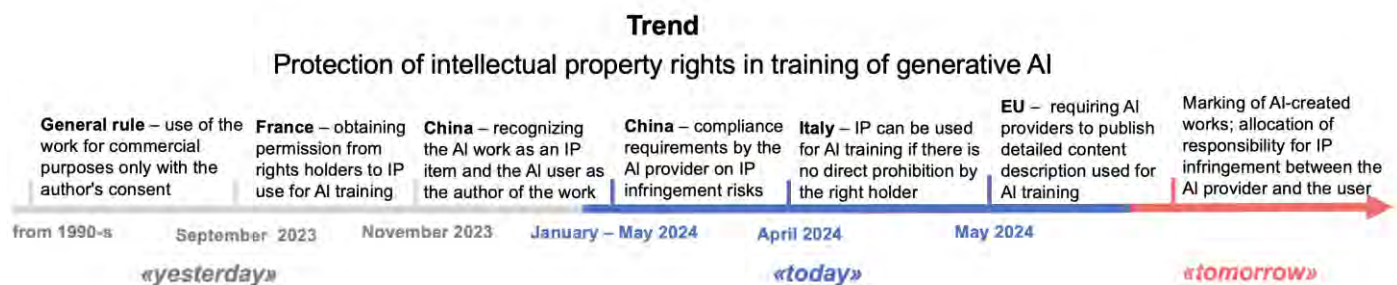 Trend
Protection of intellectual property rights in training of generative AI
General rule – use of the
work for commercial
purposes only with the
author's consent
France – obtaining
permission from
rights holders to IP
use for AI training
China – recognizing
the AI work as an IP
item and the AI user as
the author of the work
China – compliance
requirements by the
AI provider on IP
infringement risks
Italy – IP can be used
for AI training if there is
no direct prohibition by
the right holder
EU – requiring AI
providers to publish
detailed content
description used for
AI training
Marking of AI-created
works; allocation of
responsibility for IP
infringement between the
AI provider and the user
from 1990-s
September 2023
November 2023
January – May 2024
April 2024
May 2024
«yesterday»
«today»
«tomorrow»